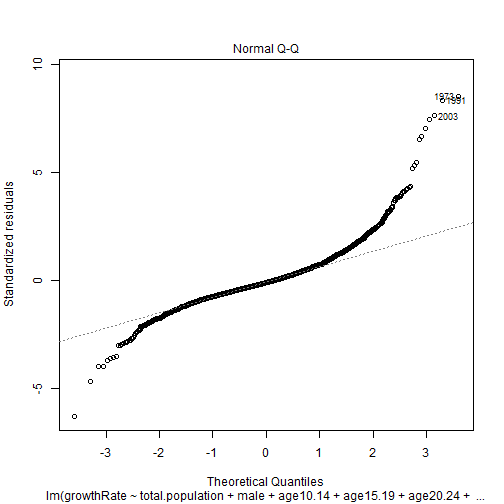 Normal Q-Q
10
5
0
-5
Standardized residuals
1973
1991
2003
-3 -2 -1 0 1 2 3
Theoretical Quantiles
lm(growthRate ~ total.population + male + age10.14 + age15.19 + age20.24 + ...